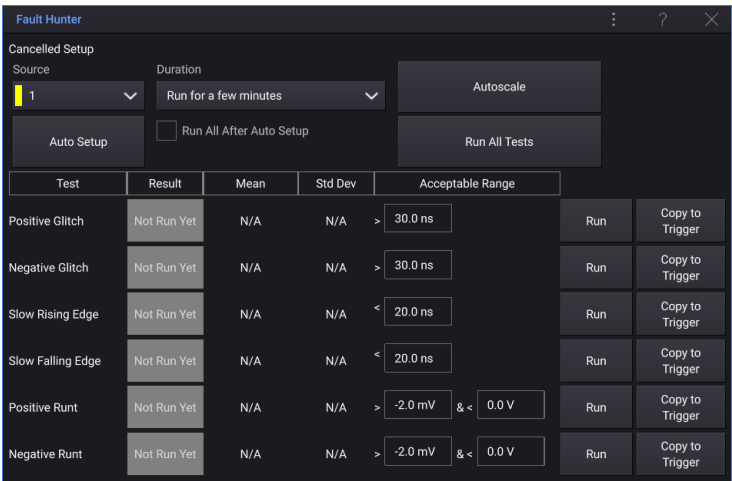 Fault Hunter ?
Cancelled Setup
Source Duration
1 Run for a few minutes Autoscale
Auto Setup Run All After Auto Setup Run All Tests
Test Result Mean Std Dev Acceptable Range
Positive Glitch Not Run Yet N/A N/A > 30.0 ns Run Copy to Trigger
Negative Glitch Not Run Yet N/A N/A > 30.0 ns Run Copy to Trigger
Slow Rising Edge Not Run Yet N/A N/A < 20.0 ns Run Copy to Trigger
Slow Falling Edge Not Run Yet N/A N/A < 20.0 ns Run Copy to Trigger
Positive Runt Not Run Yet N/A N/A > -2.0 mV & < 0.0 V Run Copy to Trigger
Negative Runt Not Run Yet N/A N/A > -2.0 mV & < 0.0 V Run Copy to Trigger